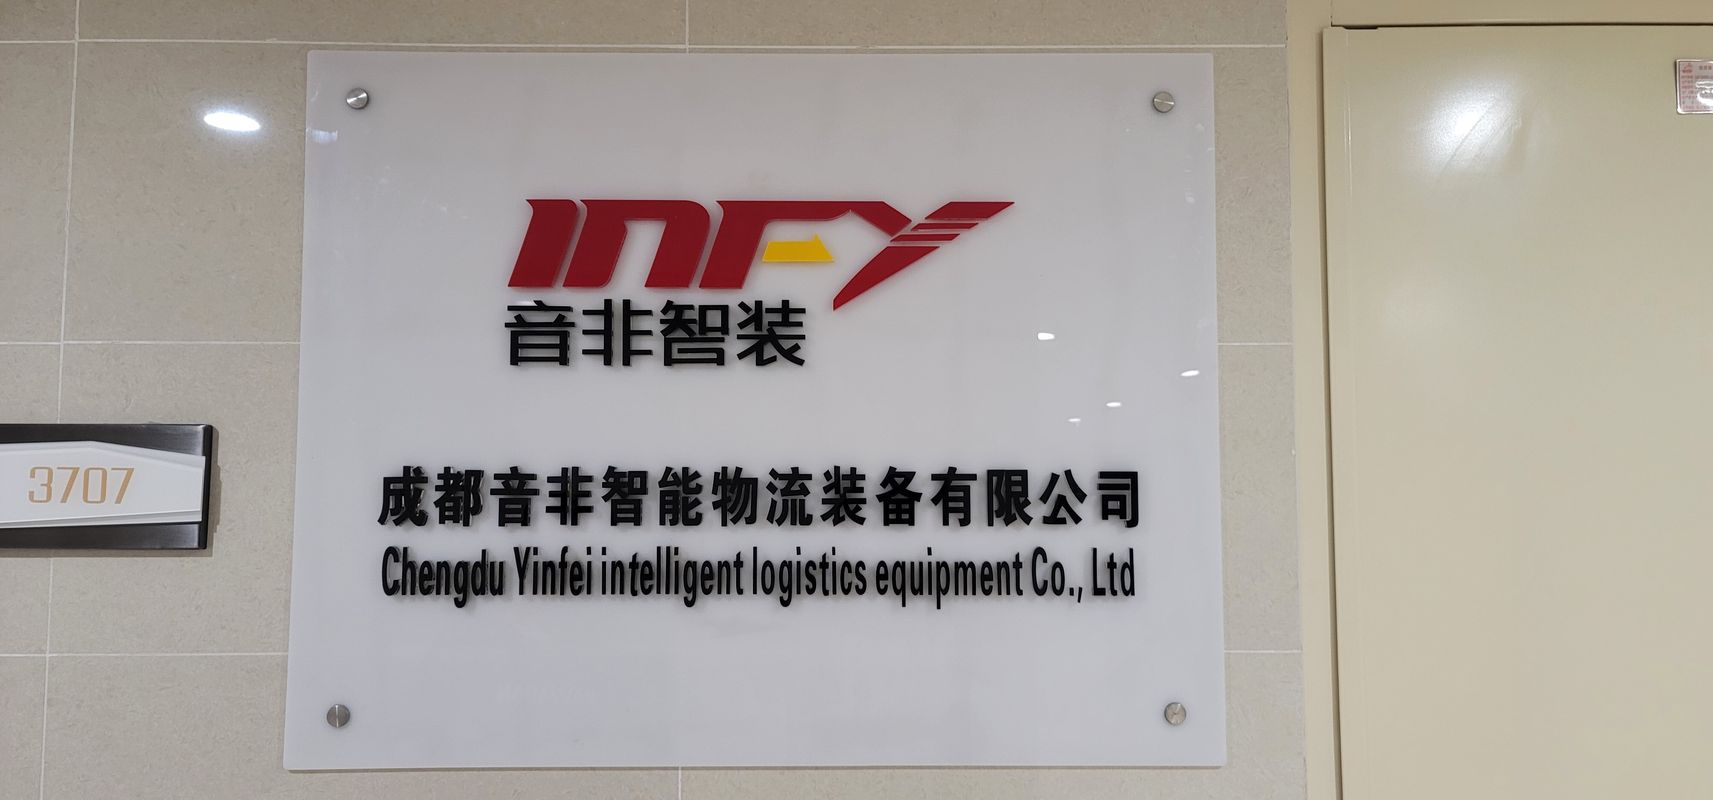 INFY
音非智装
成都音非智能物流装备有限公司
Chengdu Yinfei intelligent logistics equipment Co., Ltd
3707